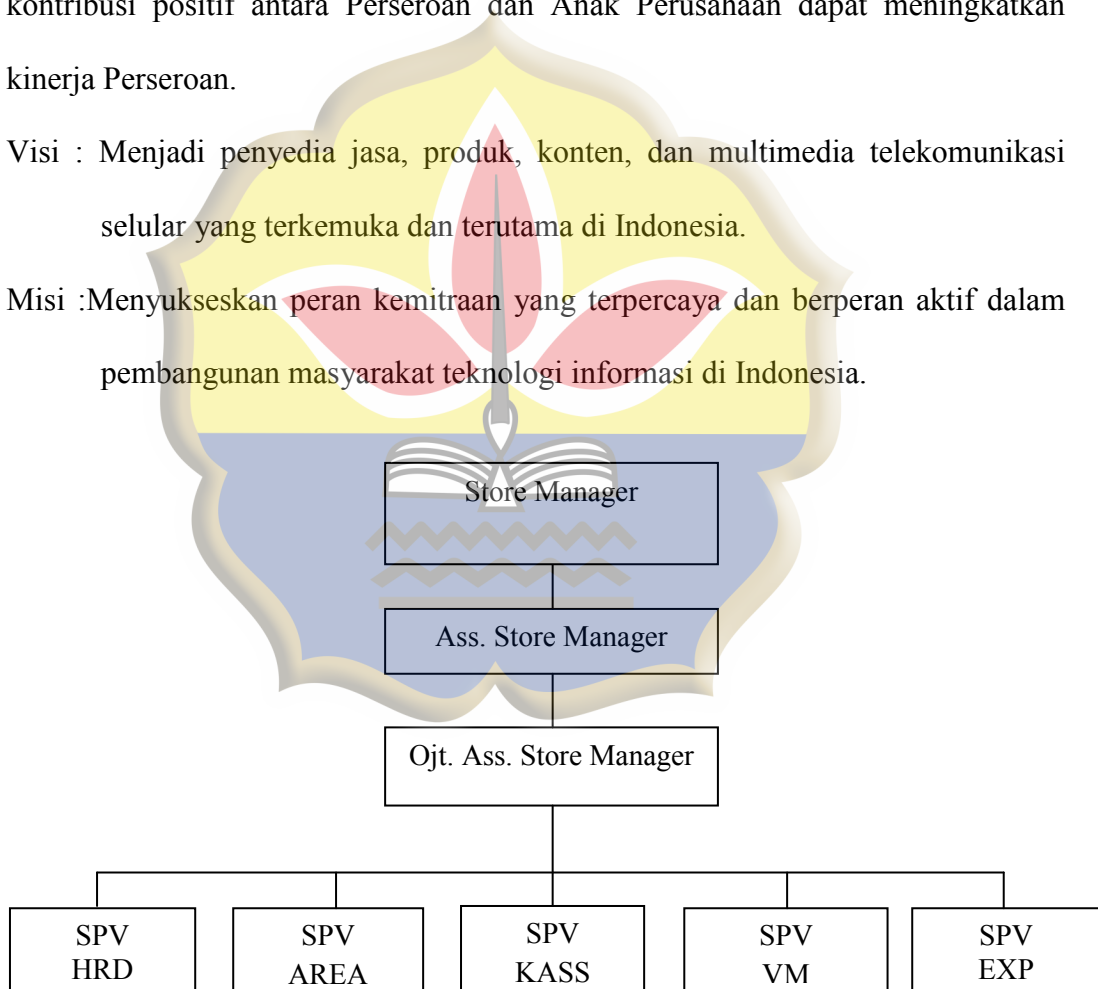 kontribusi positif antara Perseroan dan Anak Perusahaan dapat meningkatkan
kinerja Perseroan.
Visi : Menjadi penyedia jasa, produk, konten, dan multimedia telekomunikasi
selular yang terkemuka dan terutama di Indonesia.
Misi :Menyukseskan peran kemitraan yang terpercaya dan berperan aktif dalam
pembangunan masyarakat teknologi informasi di Indonesia.
Store Manager
Ass. Store Manager
Ojt. Ass. Store Manager
SPV
HRD
SPV
AREA
SPV
KASS
SPV
VM
SPV
EXP